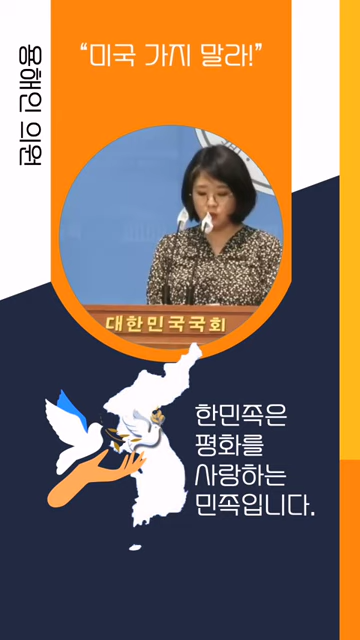 “미국 가지 말라!”
용해인 의원
대한민국국회
한민족은
평화를
사랑하는
민족입니다.